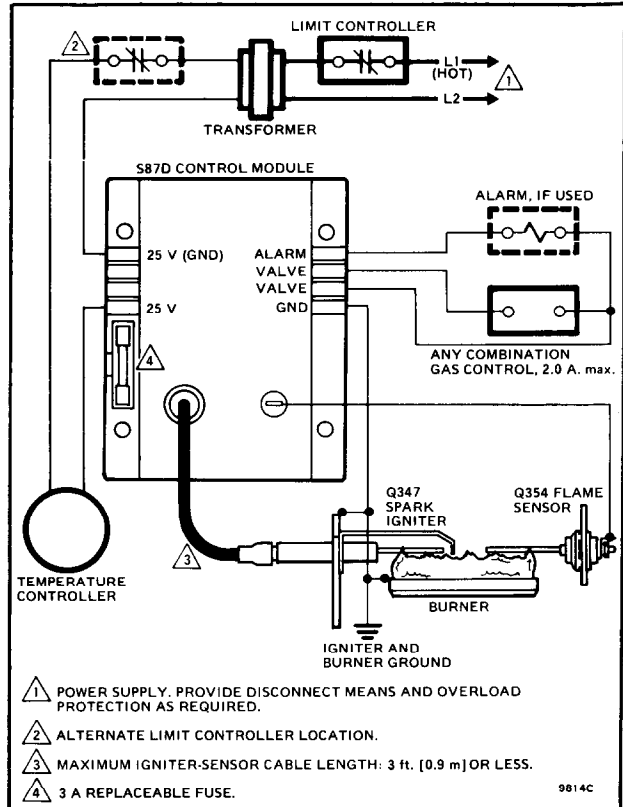 2
LIMIT CONTROLLER
L1
(HOT)
1
L2
TRANSFORMER
S87D CONTROL MODULE
ALARM, IF USED
25 V (GND)
ALARM
VALVE
VALVE
25 V
GND
4
ANY COMBINATION
GAS CONTROL, 2.0 A. max.
Q347
SPARK
IGNITER
Q354 FLAME
SENSOR
3
TEMPERATURE
CONTROLLER
BURNER
IGNITER AND
BURNER GROUND
1 POWER SUPPLY. PROVIDE DISCONNECT MEANS AND OVERLOAD
PROTECTION AS REQUIRED.
2 ALTERNATE LIMIT CONTROLLER LOCATION.
3 MAXIMUM IGNITER-SENSOR CABLE LENGTH: 3 ft. [0.9 m] OR LESS.
4 3 A REPLACEABLE FUSE.
9814C